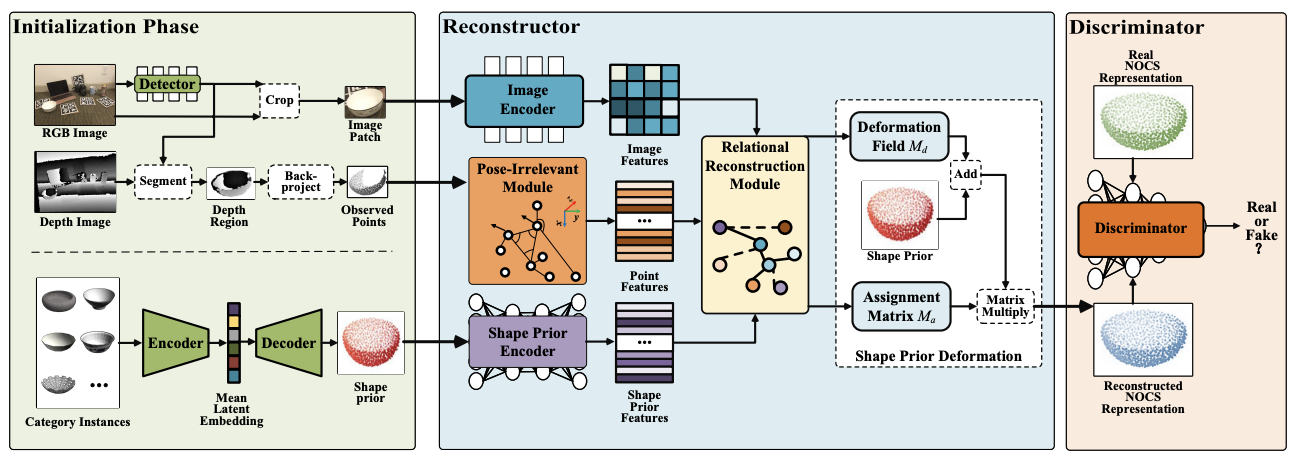 Initialization Phase
RGB Image
Detector
Crop
Image
Patch
Depth Image
Segment
Depth
Region
Back-
project
Observed
Points
Category Instances
Encoder
Mean
Latent
Embedding
Decoder
Shape
prior
Reconstructor
Image
Encoder
Image
Features
Pose-Irrelevant
Module
z
y
x
Point
Features
Shape Prior
Encoder
Shape
Prior
Features
Relational
Reconstruction
Module
Deformation
Field Md
Add
Shape Prior
Assignment
Matrix Ma
Matrix
Multiply
Shape Prior Deformation
Discriminator
Real
NOCS
Representation
Discriminator
Real
or
Fake
?
Reconstructed
NOCS
Representation